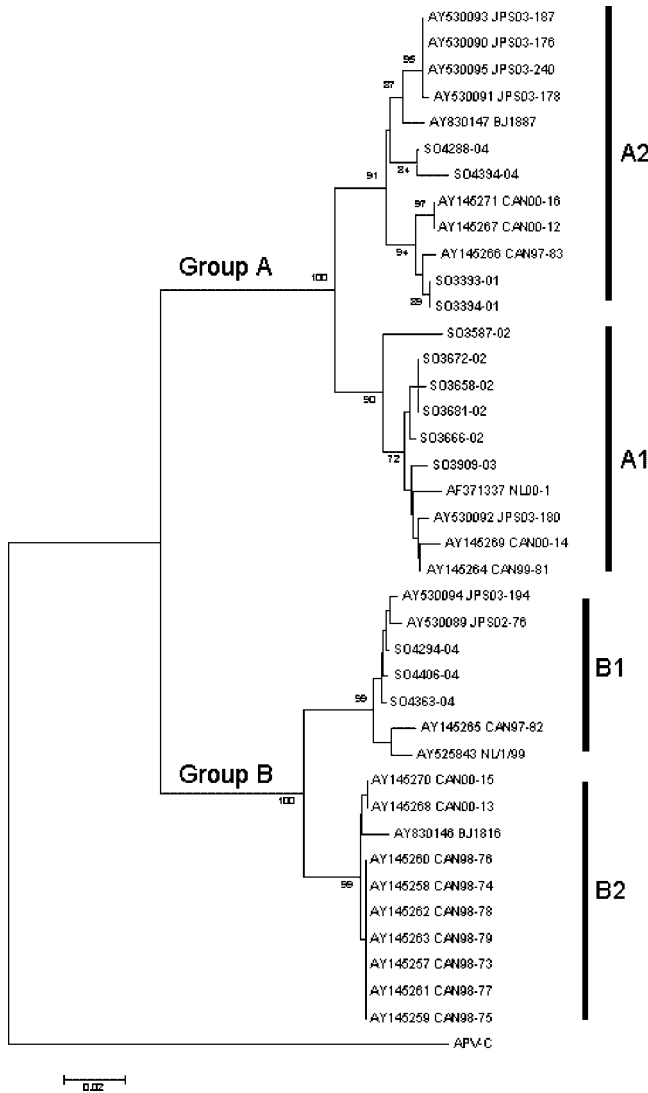 AY530093 JPS03-187
AY530090 JPS03-176
95
AY530095 JPS03-240
87
AY530091 JPS03-178
AY830147 BJ1887
SO4288-04
84
SO4394-04
A2
91
97
AY145271 CAN00-16
AY145267 CAN00-12
94
AY145266 CAN97-83
SO3393-01
89
SO3394-01
Group A
100
SO3587-02
SO3672-02
SO3658-02
90
SO3681-02
SO3666-02
72
SO3909-03
A1
AF371337 NL00-1
AY530092 JPS03-180
AY145269 CAN00-14
AY145264 CAN99-81
AY530094 JPS03-194
AY530089 JPS02-76
SO4294-04
B1
SO4406-04
99
SO4363-04
AY145265 CAN97-82
AY525843 NL/1/99
Group B
100
AY145270 CAN00-15
AY145268 CAN00-13
AY830146 BJ1816
AY145260 CAN98-76
99
AY145258 CAN98-74
B2
AY145262 CAN98-78
AY145263 CAN98-79
AY145257 CAN98-73
AY145261 CAN98-77
AY145259 CAN98-75
APV-C
0.02